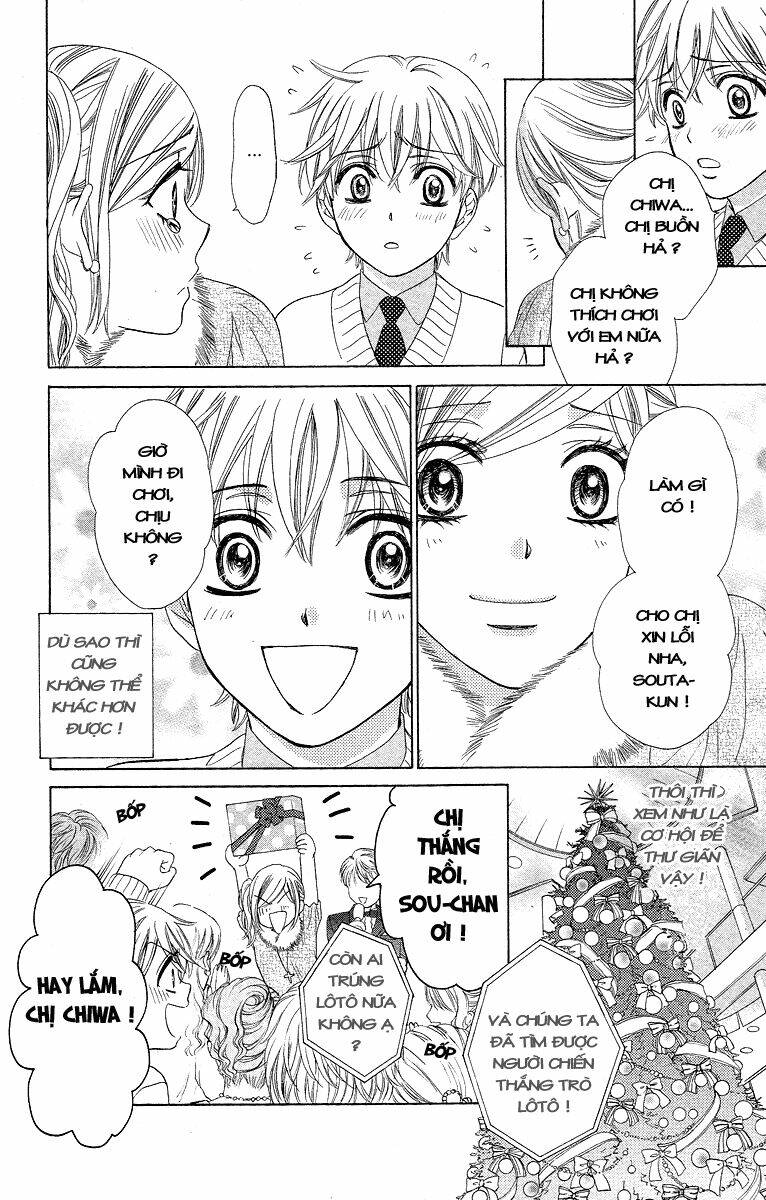 CHỊ
CHIWA...
CHỊ BUỒN
HẢ ?
CHỊ KHÔNG
THÍCH CHƠI
VỚI EM NỮA
HẢ ?
...
LÀM GÌ
CÓ !
CHO CHỊ
XIN LỖI
NHA,
SOUTA-
KUN !
GIỜ
MÌNH ĐI
CHƠI,
CHỊU
KHÔNG
?
DÙ SAO THÌ
CŨNG
KHÔNG THỂ
KHÁC HƠN
ĐƯỢC !
THÔI THÌ
XEM NHƯ LÀ
CƠ HỘI ĐỂ
THƯ GIÃN
VẬY !
VÀ CHÚNG TA
ĐÃ TÌM ĐƯỢC
NGƯỜI CHIẾN
THẮNG TRÒ
LÔTÔ !
CHỊ
THẮNG
RỒI,
SOU-CHAN
ƠI !
CÒN AI
TRÚNG
LÔTÔ NỮA
KHÔNG Ạ
?
BỐP
BỐP
BỐP
HAY LẮM,
CHỊ CHIWA !